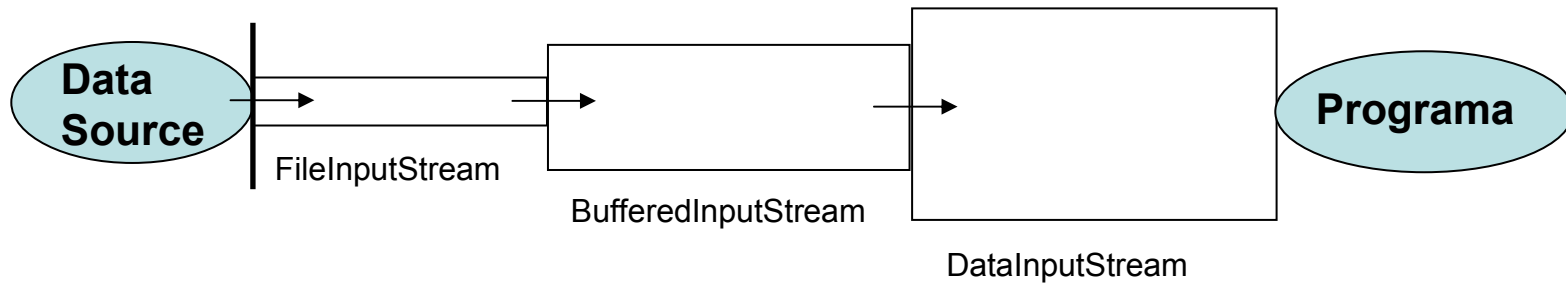 Data
Source
FileInputStream
BufferedInputStream
DataInputStream
Programa